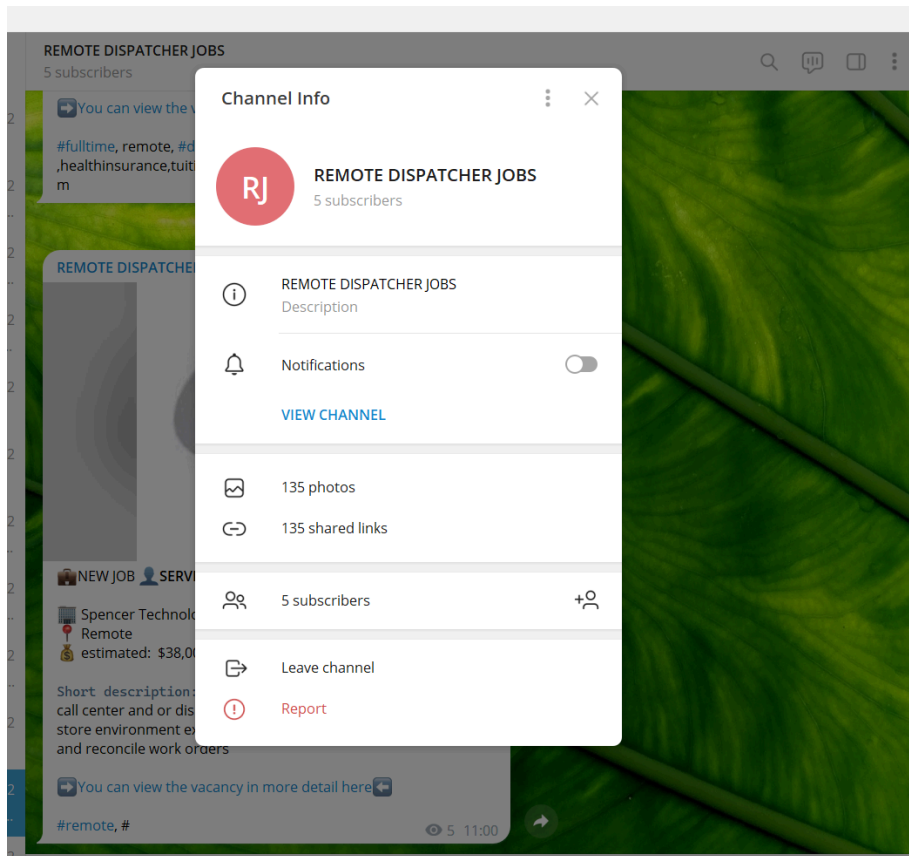 REMOTE DISPATCHER JOBS
5 subscribers
You can view the
#fulltime, remote, #d
,healthinsurance,tuiti
m
REMOTE DISPATCHE
NEW JOB SERVI
Spencer Technolo
Remote
estimated: $38,00
Short description:
call center and or dis
store environment ex
and reconcile work orders
You can view the vacancy in more detail here
#remote, #
5 11:00
Channel Info
RJ
REMOTE DISPATCHER JOBS
5 subscribers
REMOTE DISPATCHER JOBS
Description
Notifications
VIEW CHANNEL
135 photos
135 shared links
5 subscribers
Leave channel
Report